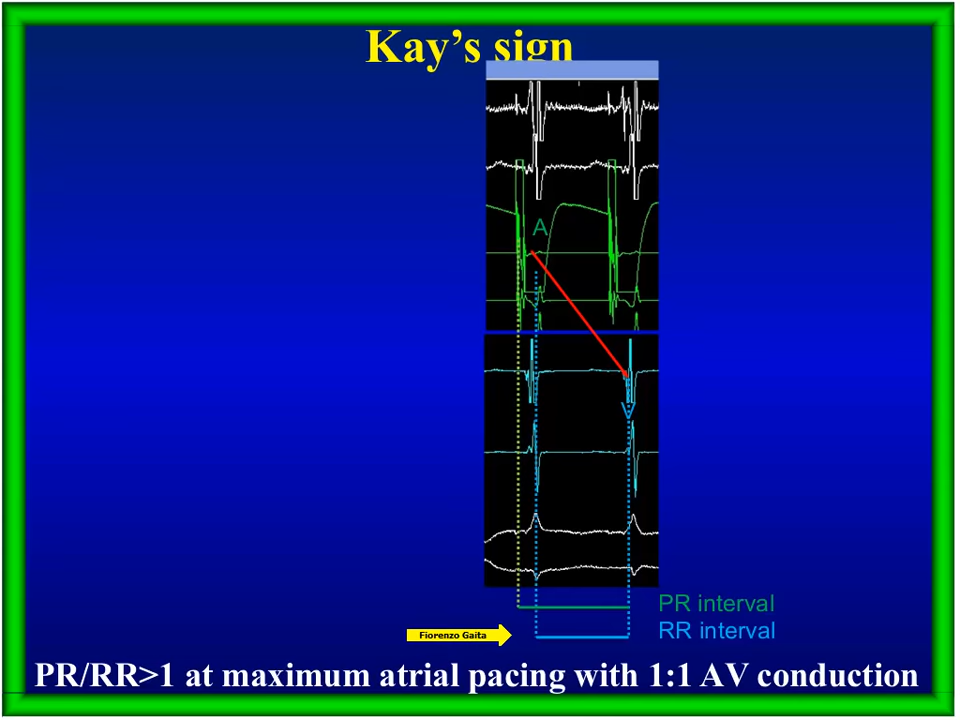 Kay's sign
A
V
PR interval
RR interval
Fiorenzo Gaita
PR/RR>1 at maximum atrial pacing with 1:1 AV conduction